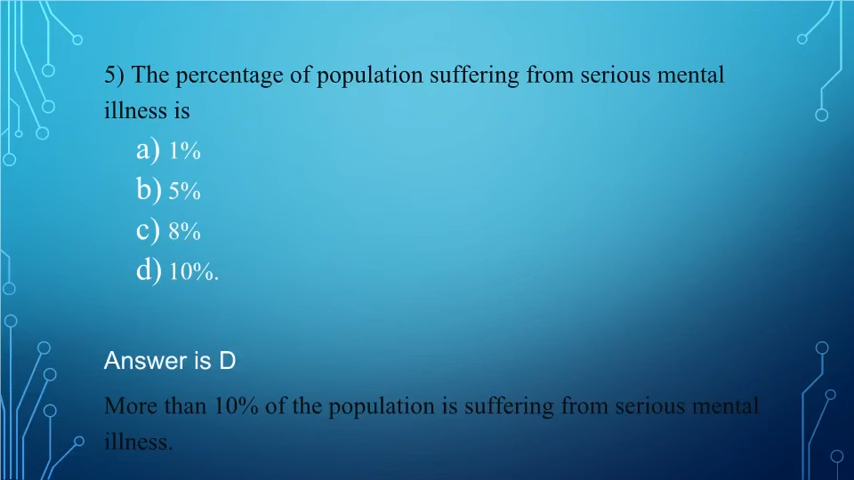 5) The percentage of population suffering from serious mental
illness is
a) 1%
b) 5%
c) 8%
d) 10%.
Answer is D
More than 10% of the population is suffering from serious mental
illness.